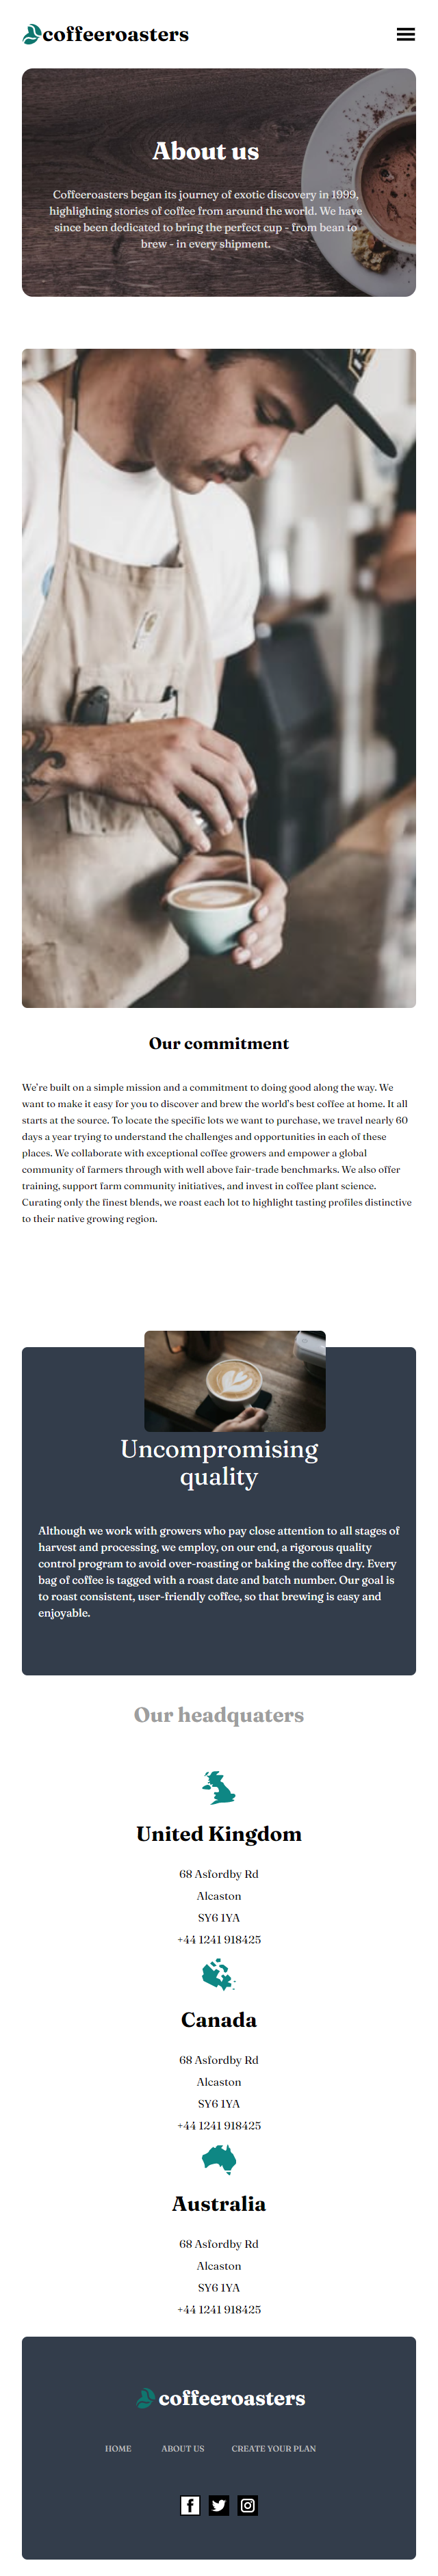 coffeeroasters
About us
Coffeeroasters began its journey of exotic discovery in 1999,
highlighting stories of coffee from around the world. We have
since been dedicated to bring the perfect cup - from bean to
brew - in every shipment.
Our commitment
We're built on a simple mission and a commitment to doing good along the way. We
want to make it easy for you to discover and brew the world's best coffee at home. It all
starts at the source. To locate the specific lots we want to purchase, we travel nearly 60
days a year trying to understand the challenges and opportunities in each of these
places. We collaborate with exceptional coffee growers and empower a global
community of farmers through with well above fair-trade benchmarks. We also offer
training, support farm community initiatives, and invest in coffee plant science.
Curating only the finest blends, we roast each lot to highlight tasting profiles distinctive
to their native growing region.
Uncompromising
quality
Although we work with growers who pay close attention to all stages of
harvest and processing, we employ, on our end, a rigorous quality
control program to avoid over-roasting or baking the coffee dry. Every
bag of coffee is tagged with a roast date and batch number. Our goal is
to roast consistent, user-friendly coffee, so that brewing is easy and
enjoyable.
Our headquaters
United Kingdom
68 Asfordby Rd
Alcaston
SY6 1YA
+44 1241 918425
Canada
68 Asfordby Rd
Alcaston
SY6 1YA
+44 1241 918425
Australia
68 Asfordby Rd
Alcaston
SY6 1YA
+44 1241 918425
coffeeroasters
HOME ABOUT US CREATE YOUR PLAN